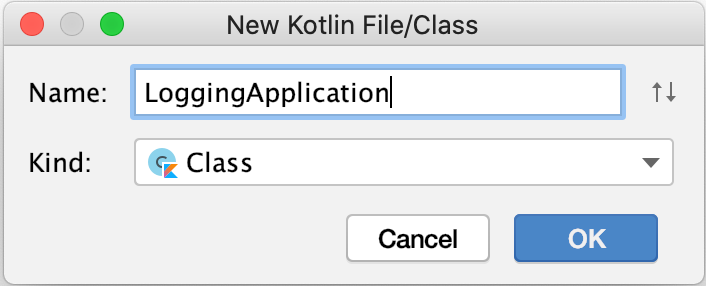 New Kotlin File/Class
Name: LoggingApplication
Kind: Class
Cancel OK